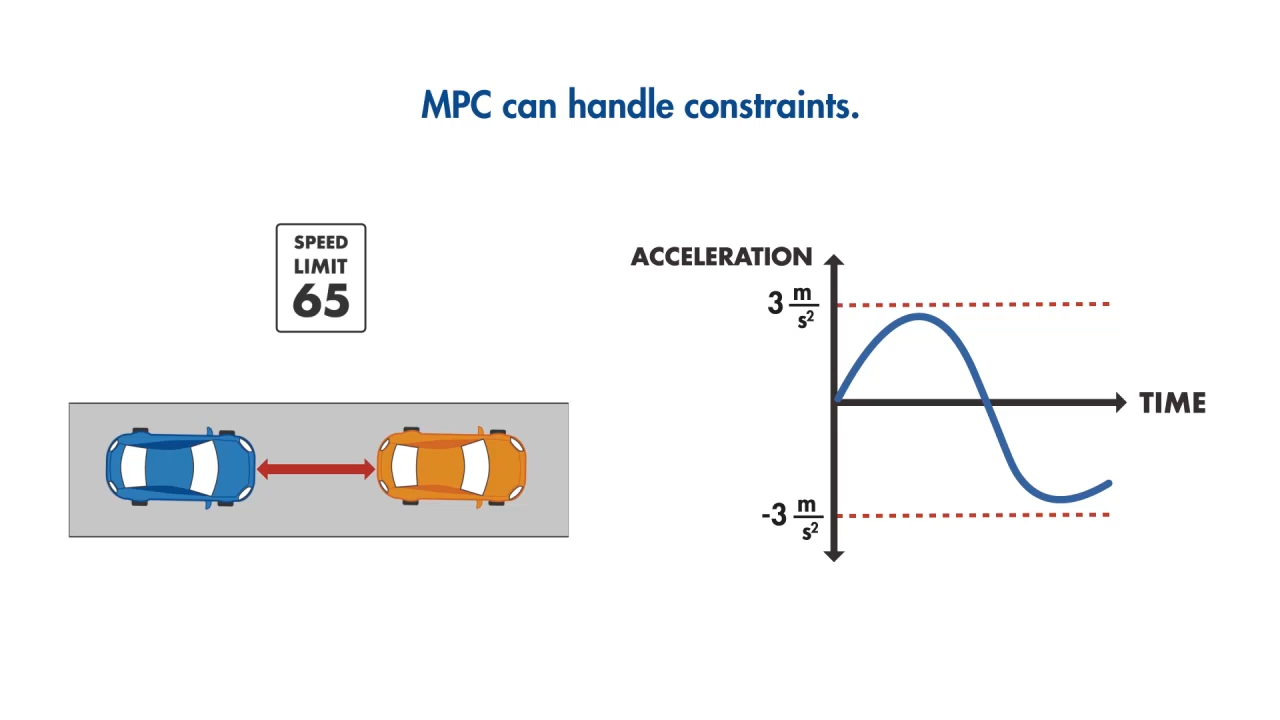 MPC can handle constraints.
SPEED
LIMIT
65
ACCELERATION
3 m/s²
TIME
-3 m/s²